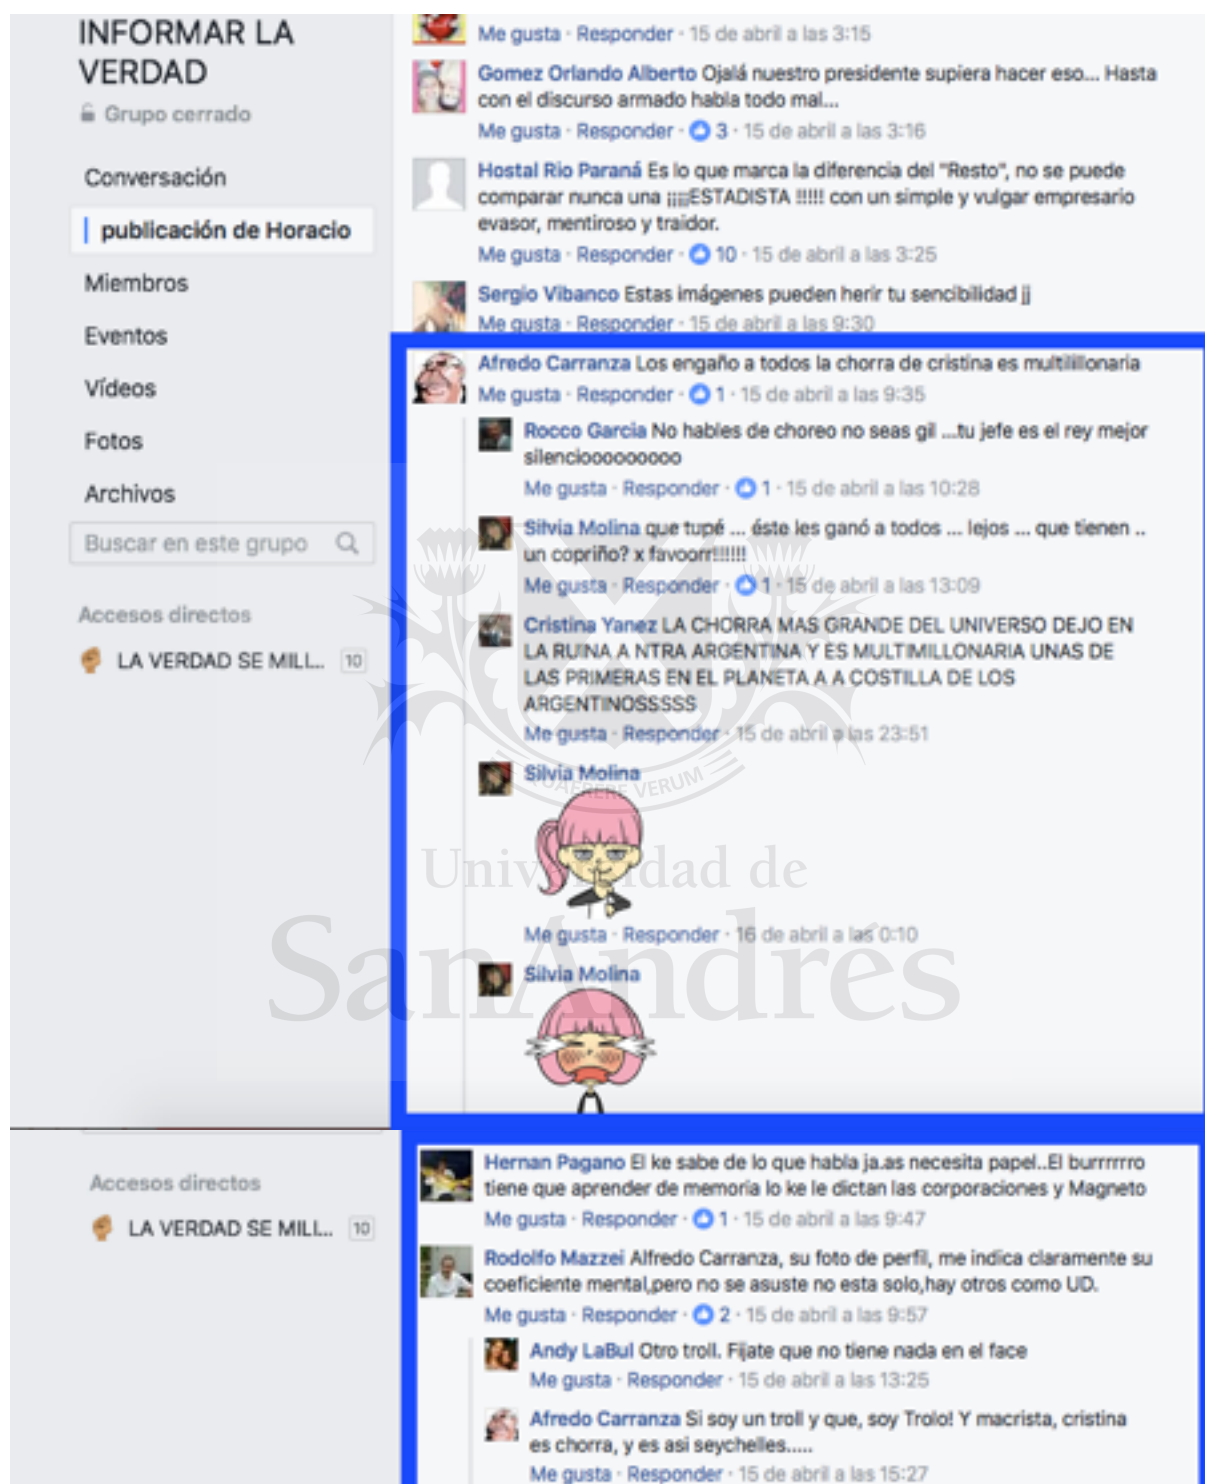 INFORMAR LA
VERDAD
Grupo cerrado
Conversación
publicación de Horacio
Miembros
Eventos
Vídeos
Fotos
Archivos
Buscar en este grupo
Accesos directos
LA VERDAD SE MILI... 10
Me gusta · Responder · 15 de abril a las 3:15
Gomez Orlando Alberto Ojalá nuestro presidente supiera hacer eso... Hasta
con el discurso armado habla todo mal...
Me gusta · Responder · 3 · 15 de abril a las 3:16
Hostal Rio Paraná Es lo que marca la diferencia del "Resto", no se puede
comparar nunca una ¡¡¡¡ESTADISTA !!!!! con un simple y vulgar empresario
evasor, mentiroso y traidor.
Me gusta · Responder · 10 · 15 de abril a las 3:25
Sergio Vibanco Estas imágenes pueden herir tu sencibilidad jj
Me gusta · Responder · 15 de abril a las 9:30
Afredo Carranza Los engaño a todos la chorra de cristina es multilillonaria
Me gusta · Responder · 1 · 15 de abril a las 9:35
Rocco Garcia No hables de choreo no seas gil ...tu jefe es el rey mejor
silenciooooooooo
Me gusta · Responder · 1 · 15 de abril a las 10:28
Silvia Molina que tupé ... éste les ganó a todos ... lejos ... que tienen ..
un copriño? x favoorr!!!!!!
Me gusta · Responder · 1 · 15 de abril a las 13:09
Cristina Yanez LA CHORRA MAS GRANDE DEL UNIVERSO DEJO EN
LA RUINA A NTRA ARGENTINA Y ES MULTIMILLONARIA UNAS DE
LAS PRIMERAS EN EL PLANETA A A COSTILLA DE LOS
ARGENTINOSSSSS
Me gusta · Responder · 15 de abril a las 23:51
Silvia Molina
QUAERERE VERUM
Universidad de
SanAndrés
Me gusta · Responder · 16 de abril a las 0:10
Silvia Molina
Accesos directos
LA VERDAD SE MILI... 10
Hernan Pagano El ke sabe de lo que habla ja.as necesita papel..El burrrrrro
tiene que aprender de memoria lo ke le dictan las corporaciones y Magneto
Me gusta · Responder · 1 · 15 de abril a las 9:47
Rodolfo Mazzei Alfredo Carranza, su foto de perfil, me indica claramente su
coeficiente mental,pero no se asuste no esta solo,hay otros como UD.
Me gusta · Responder · 2 · 15 de abril a las 9:57
Andy LaBul Otro troll. Fijate que no tiene nada en el face
Me gusta · Responder · 15 de abril a las 13:25
Afredo Carranza Si soy un troll y que, soy Trolo! Y macrista, cristina
es chorra, y es asi seychelles.....
Me gusta · Responder · 15 de abril a las 15:27